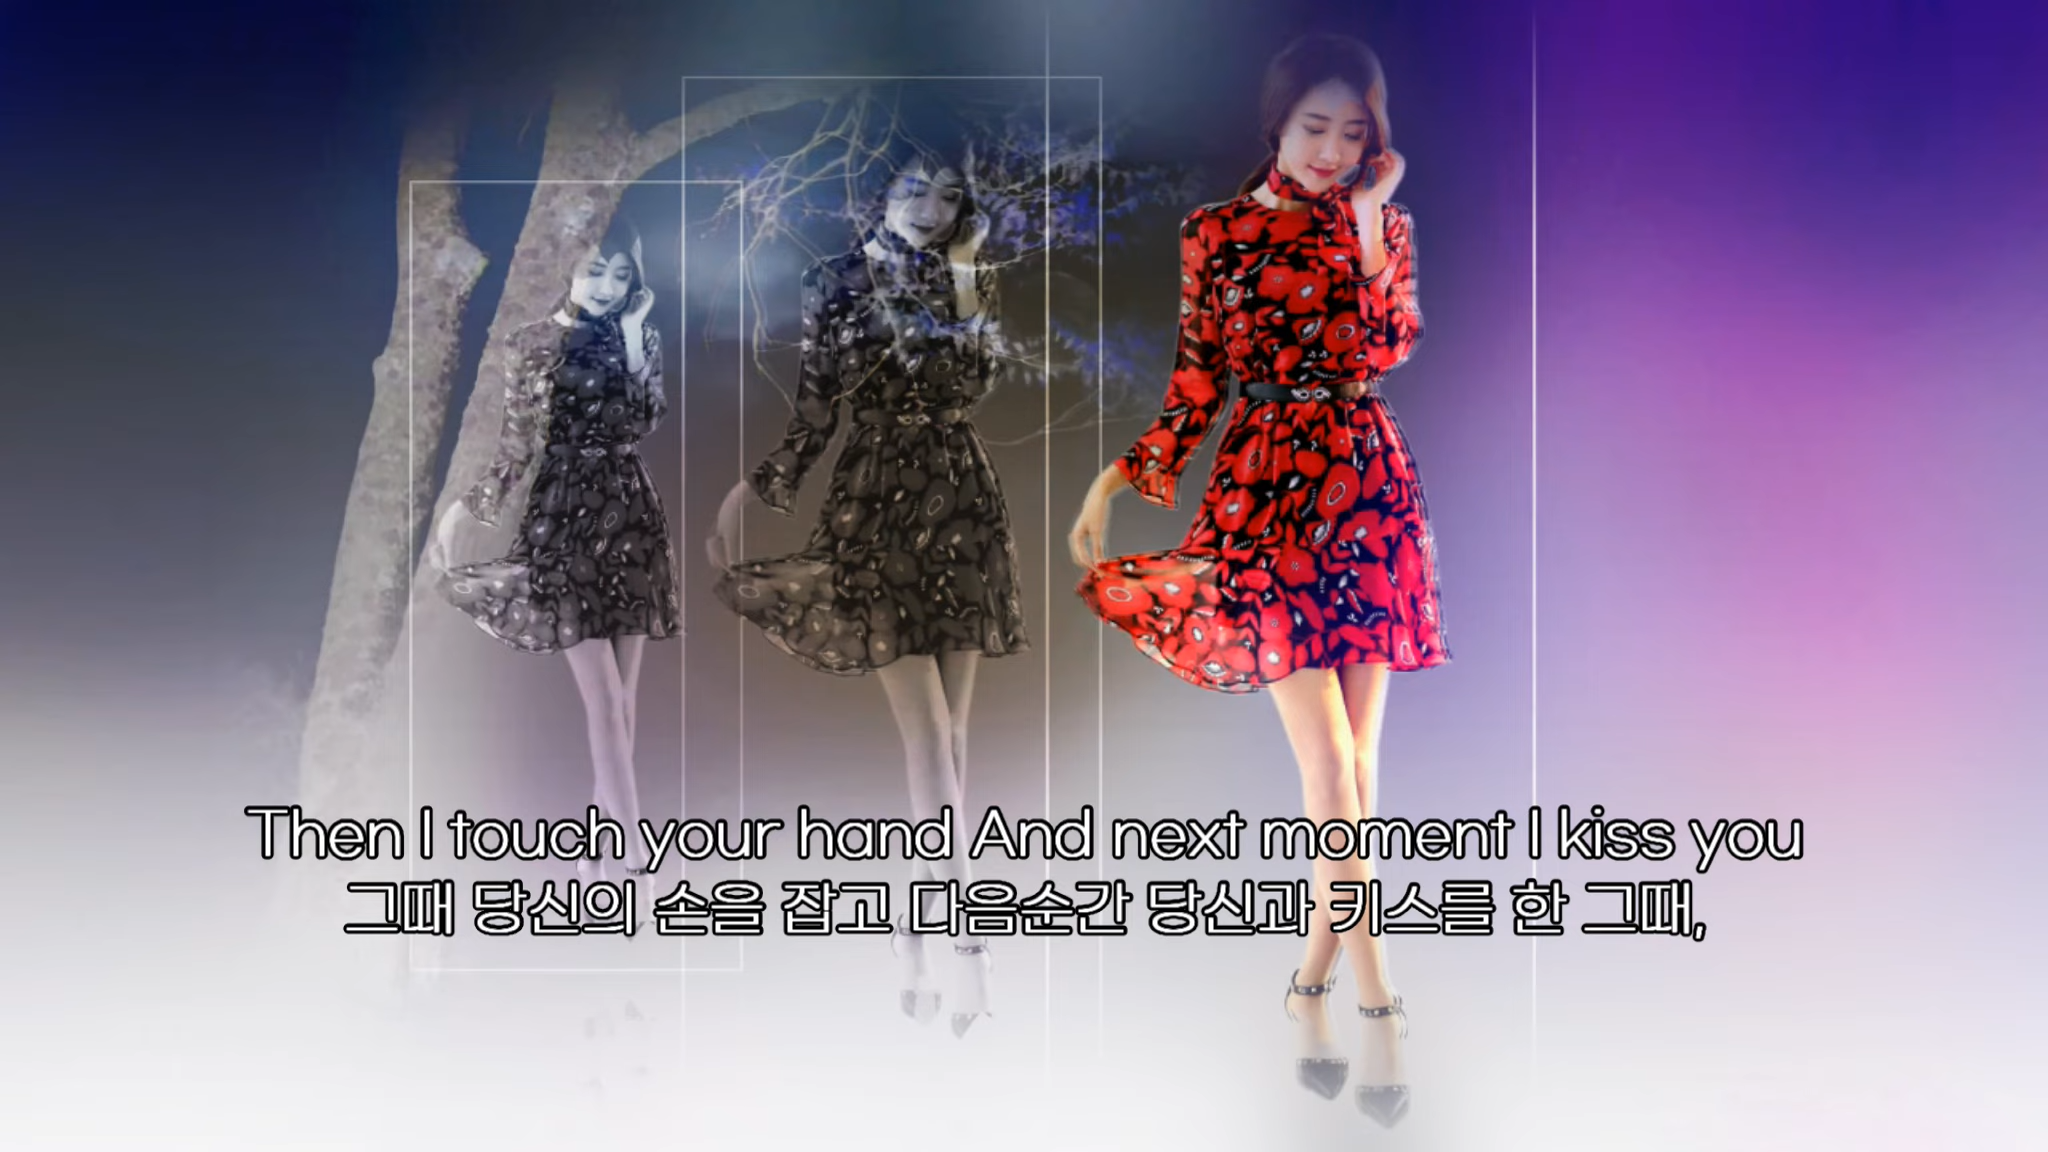 Then I touch your hand And next moment I kiss you
그때 당신의 손을 잡고 다음순간 당신과 키스를 한 그때,